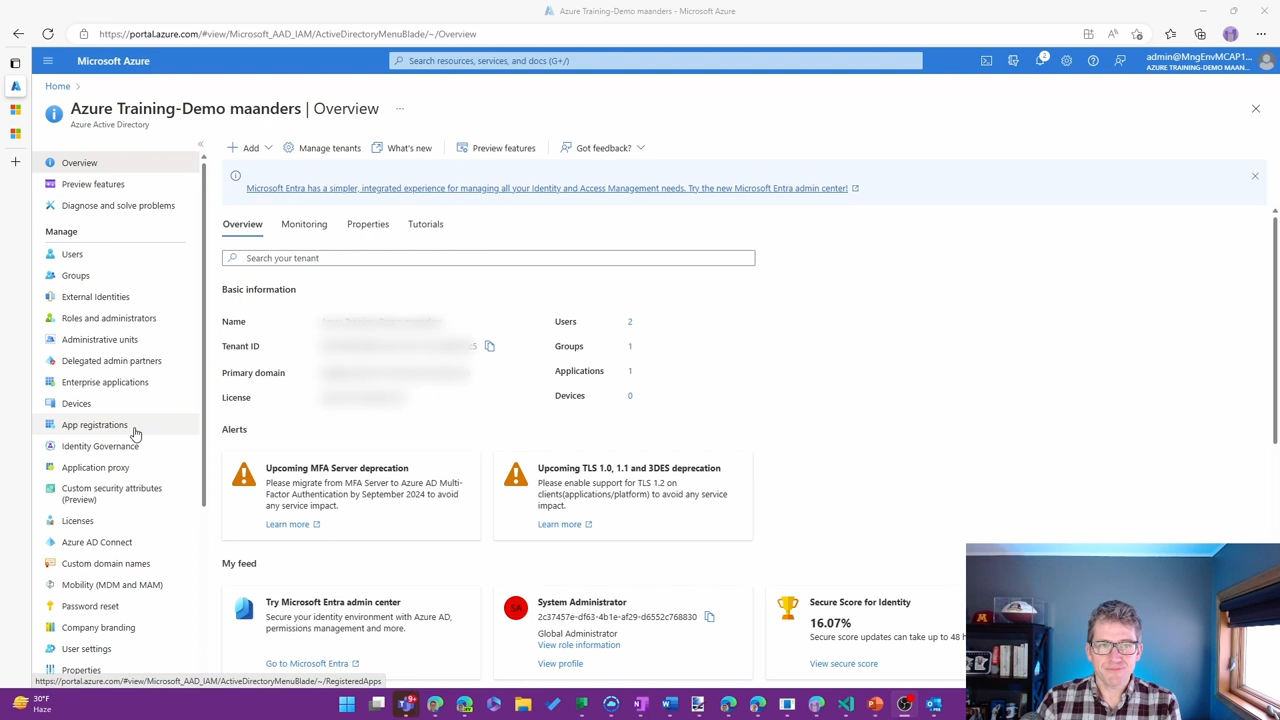 Azure Training-Demo maanders - Microsoft Azure
https://portal.azure.com/#view/Microsoft_AAD_IAM/ActiveDirectoryMenuBlade/~/Overview
Microsoft Azure
Search resources, services, and docs (G+/)
2
admin@MngEnvMCAP1...
AZURE TRAINING-DEMO MAAN...
Home >
Azure Training-Demo maanders | Overview ...
Azure Active Directory
Overview
Preview features
Diagnose and solve problems
Manage
Users
Groups
External Identities
Roles and administrators
Administrative units
Delegated admin partners
Enterprise applications
Devices
App registrations
Identity Governance
Application proxy
Custom security attributes
(Preview)
Licenses
Azure AD Connect
Custom domain names
Mobility (MDM and MAM)
Password reset
Company branding
User settings
Properties
https://portal.azure.com/#view/Microsoft_AAD_IAM/ActiveDirectoryMenuBlade/~/RegisteredApps
Add
Manage tenants
What's new
Preview features
Got feedback?
Microsoft Entra has a simpler, integrated experience for managing all your Identity and Access Management needs. Try the new Microsoft Entra admin center!
Overview
Monitoring
Properties
Tutorials
Search your tenant
Basic information
Name
Users 2
Tenant ID
Groups 1
Primary domain
Applications 1
License
Devices 0
Alerts
Upcoming MFA Server deprecation
Please migrate from MFA Server to Azure AD Multi-
Factor Authentication by September 2024 to avoid
any service impact.
Learn more
Upcoming TLS 1.0, 1.1 and 3DES deprecation
Please enable support for TLS 1.2 on
clients(applications/platform) to avoid any service
impact.
Learn more
My feed
Try Microsoft Entra admin center
Secure your identity environment with Azure AD,
permissions management and more.
Go to Microsoft Entra
SA
System Administrator
2c37457e-df63-4b1e-af29-d6552c768830
Global Administrator
View role information
View profile
Secure Score for Identity
16.07%
Secure score updates can take up to 48 h
View secure score
30°F
Haze